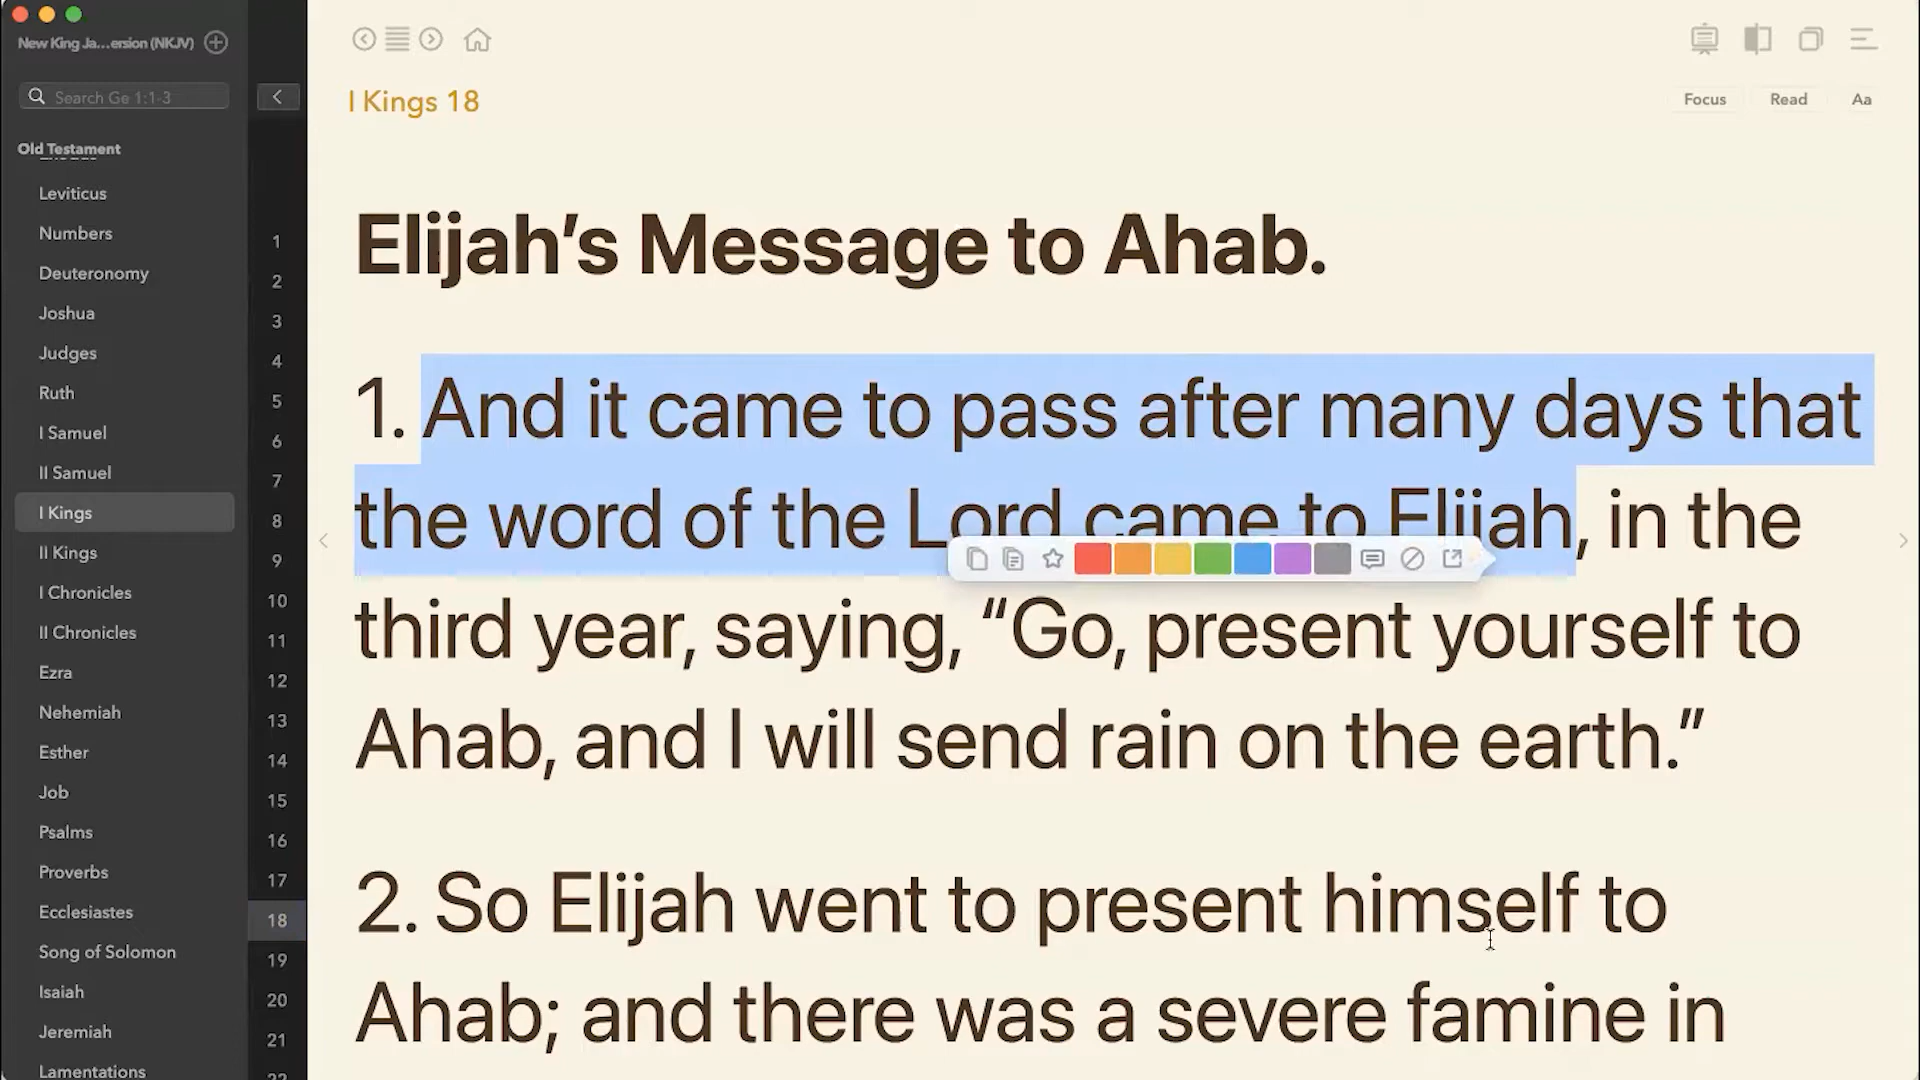 New King Ja...ersion (NKJV)
Search Ge 1:1-3
Old Testament
Exodus
Leviticus
Numbers
Deuteronomy
Joshua
Judges
Ruth
I Samuel
II Samuel
I Kings
II Kings
I Chronicles
II Chronicles
Ezra
Nehemiah
Esther
Job
Psalms
Proverbs
Ecclesiastes
Song of Solomon
Isaiah
Jeremiah
Lamentations
1
2
3
4
5
6
7
8
9
10
11
12
13
14
15
16
17
18
19
20
21
22
I Kings 18
Focus
Read
Aa
Elijah’s Message to Ahab.
1. And it came to pass after many days that
the word of the Lord came to Elijah, in the
third year, saying, “Go, present yourself to
Ahab, and I will send rain on the earth.”
2. So Elijah went to present himself to
Ahab; and there was a severe famine in